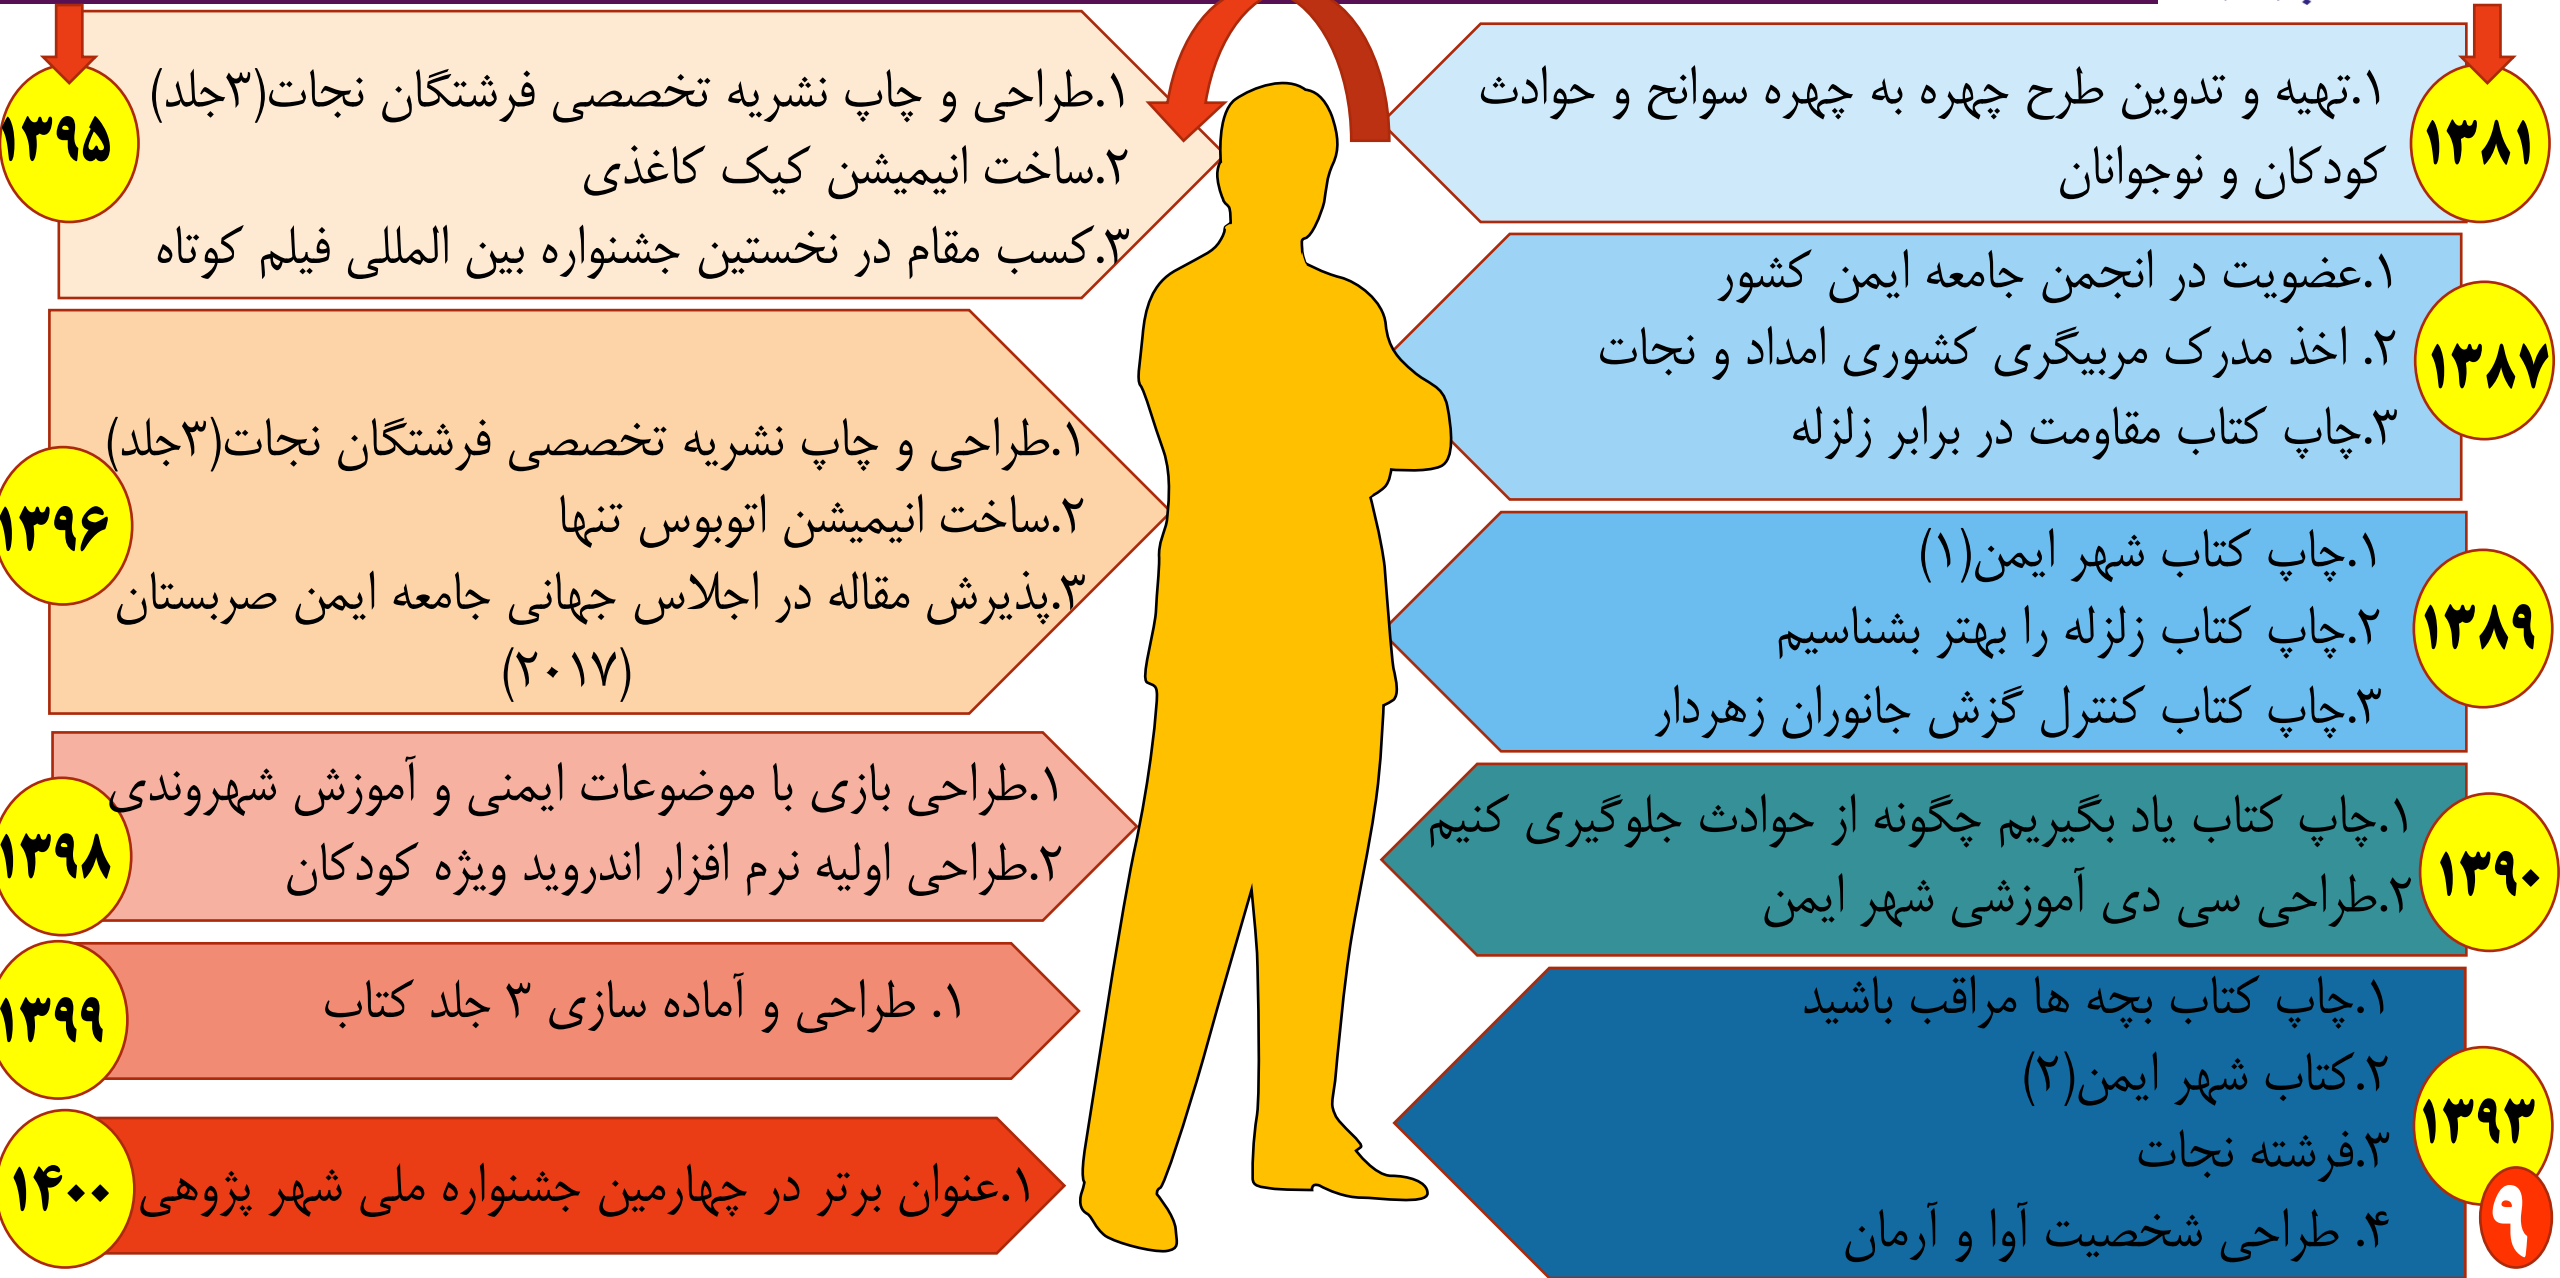 ۱۳۸۱
۱.تهیه و تدوین طرح چهره به چهره سوانح و حوادث
کودکان و نوجوانان
۱۳۸۷
۱.عضویت در انجمن جامعه ایمن کشور
۲. اخذ مدرک مربیگری کشوری امداد و نجات
۳.چاپ کتاب مقاومت در برابر زلزله
۱۳۸۹
۱.چاپ کتاب شهر ایمن(۱)
۲.چاپ کتاب زلزله را بهتر بشناسیم
۳.چاپ کتاب کنترل گزش جانوران زهردار
۱۳۹۰
۱.چاپ کتاب یاد بگیریم چگونه از حوادث جلوگیری کنیم
۲.طراحی سی دی آموزشی شهر ایمن
۱۳۹۳
۱.چاپ کتاب بچه ها مراقب باشید
۲.کتاب شهر ایمن(۲)
۳.فرشته نجات
۴. طراحی شخصیت آوا و آرمان
۱۳۹۵
۱.طراحی و چاپ نشریه تخصصی فرشتگان نجات(۳جلد)
۲.ساخت انیمیشن کیک کاغذی
۳.کسب مقام در نخستین جشنواره بین المللی فیلم کوتاه
۱۳۹۶
۱.طراحی و چاپ نشریه تخصصی فرشتگان نجات(۳جلد)
۲.ساخت انیمیشن اتوبوس تنها
۳.پذیرش مقاله در اجلاس جهانی جامعه ایمن صربستان
(۲۰۱۷)
۱۳۹۸
۱.طراحی بازی با موضوعات ایمنی و آموزش شهروندی
۲.طراحی اولیه نرم افزار اندروید ویژه کودکان
۱۳۹۹
۱. طراحی و آماده سازی ۳ جلد کتاب
۱۴۰۰
۱.عنوان برتر در چهارمین جشنواره ملی شهر پژوهی
۹